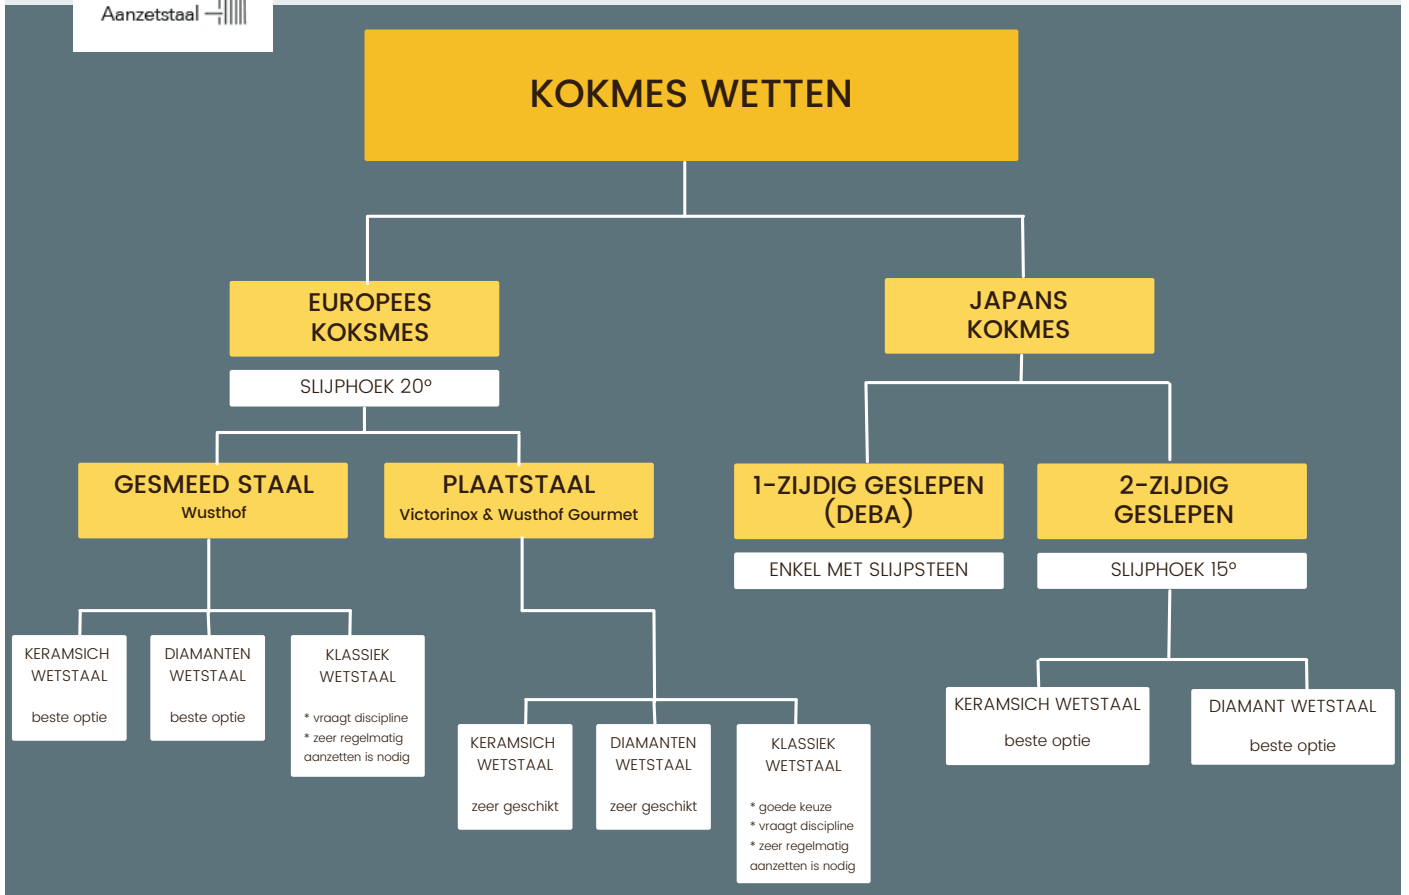 Aanzetstaal
KOKMES WETTEN
EUROPEES
KOKSMES
SLIJPHOEK 20°
JAPANS
KOKMES
GESMEED STAAL
Wusthof
PLAATSTAAL
Victorinox & Wusthof Gourmet
1-ZIJDIG GESLEPEN
(DEBA)
ENKEL MET SLIJPSTEEN
2-ZIJDIG
GESLEPEN
SLIJPHOEK 15°
KERAMSICH
WETSTAAL
beste optie
DIAMANTEN
WETSTAAL
beste optie
KLASSIEK
WETSTAAL
* vraagt discipline
* zeer regelmatig
aanzetten is nodig
KERAMSICH
WETSTAAL
zeer geschikt
DIAMANTEN
WETSTAAL
zeer geschikt
KLASSIEK
WETSTAAL
* goede keuze
* vraagt discipline
* zeer regelmatig
aanzetten is nodig
KERAMSICH WETSTAAL
beste optie
DIAMANT WETSTAAL
beste optie